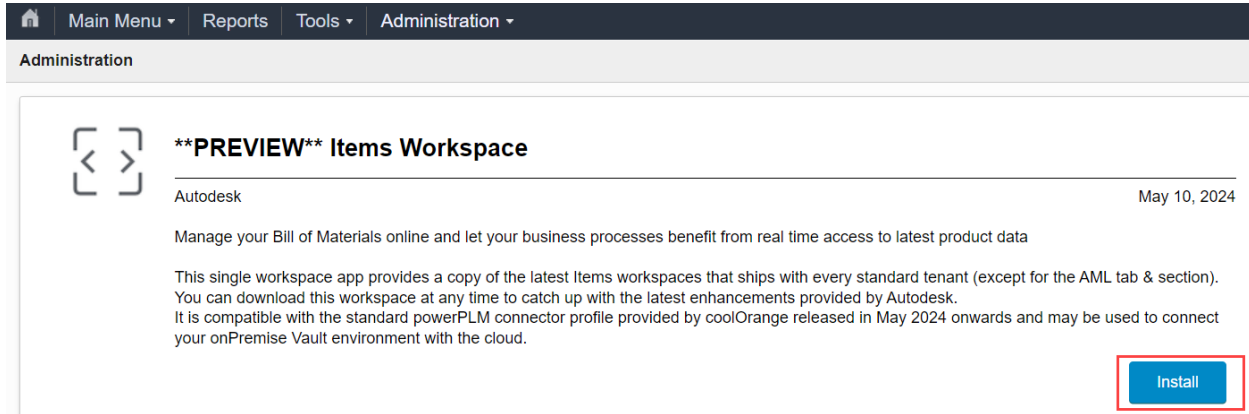 Main Menu Reports Tools Administration
Administration
**PREVIEW** Items Workspace
Autodesk May 10, 2024
Manage your Bill of Materials online and let your business processes benefit from real time access to latest product data
This single workspace app provides a copy of the latest Items workspaces that ships with every standard tenant (except for the AML tab & section).
You can download this workspace at any time to catch up with the latest enhancements provided by Autodesk.
It is compatible with the standard powerPLM connector profile provided by coolOrange released in May 2024 onwards and may be used to connect
your onPremise Vault environment with the cloud.
Install